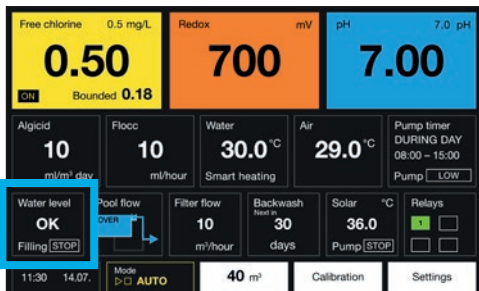 Free chlorine 0.5 mg/L
0.50
ON Bounded 0.18
Redox mV
700
pH 7.0 pH
7.00
Algicid
10
ml/m³ day
Flocc
10
ml/hour
Water
30.0°C
Smart heating
Air
29.0°C
Pump timer
DURING DAY
08:00 – 15:00
Pump LOW
Water level
OK
Filling STOP
Pool flow
OVER
Filter flow
10
m³/hour
Backwash
Next in
30
days
Solar °C
36.0
Pump STOP
Relays
1
11:30 14.07.
Mode
AUTO
40 m³
Calibration
Settings